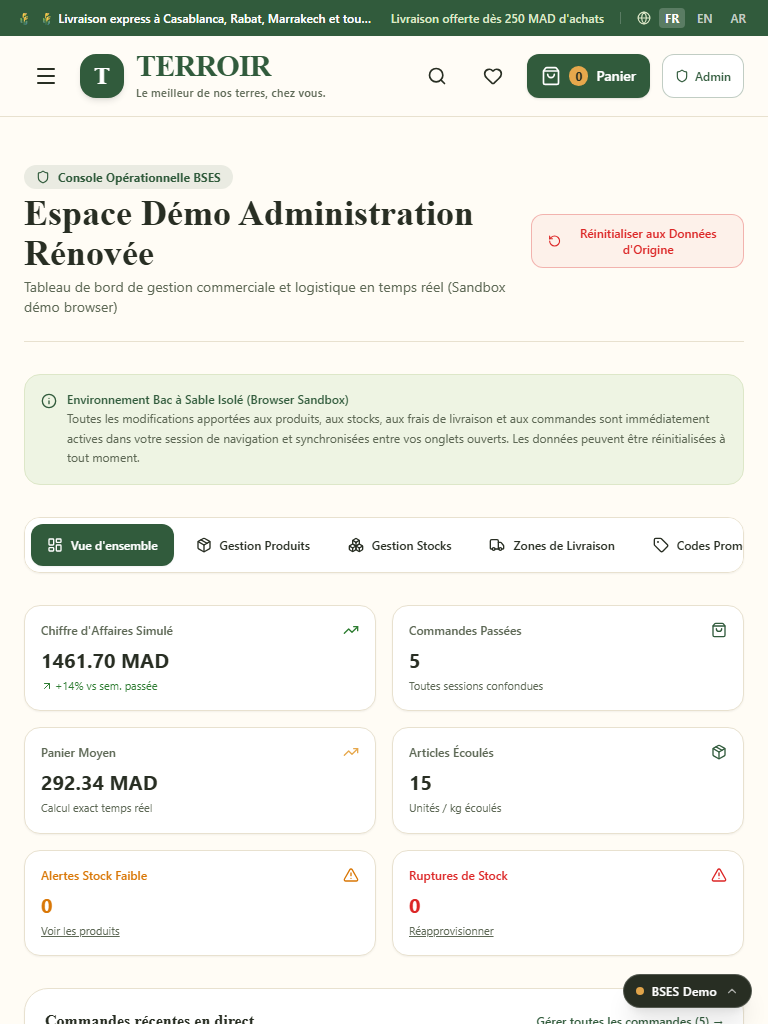 Livraison express à Casablanca, Rabat, Marrakech et tou...
Livraison offerte dès 250 MAD d'achats
FR EN AR
T
TERROIR
Le meilleur de nos terres, chez vous.
0 Panier
Admin
Console Opérationnelle BSES
Espace Démo Administration
Rénovée
Tableau de bord de gestion commerciale et logistique en temps réel (Sandbox
démo browser)
Réinitialiser aux Données
d'Origine
Environnement Bac à Sable Isolé (Browser Sandbox)
Toutes les modifications apportées aux produits, aux stocks, aux frais de livraison et aux commandes sont immédiatement
actives dans votre session de navigation et synchronisées entre vos onglets ouverts. Les données peuvent être réinitialisées à
tout moment.
Vue d'ensemble
Gestion Produits
Gestion Stocks
Zones de Livraison
Codes Prom
Chiffre d'Affaires Simulé
1461.70 MAD
+14% vs sem. passée
Commandes Passées
5
Toutes sessions confondues
Panier Moyen
292.34 MAD
Calcul exact temps réel
Articles Écoulés
15
Unités / kg écoulés
Alertes Stock Faible
0
Voir les produits
Ruptures de Stock
0
Réapprovisionner
BSES Demo
Commandes récentes en direct
Gérer toutes les commandes (5) →